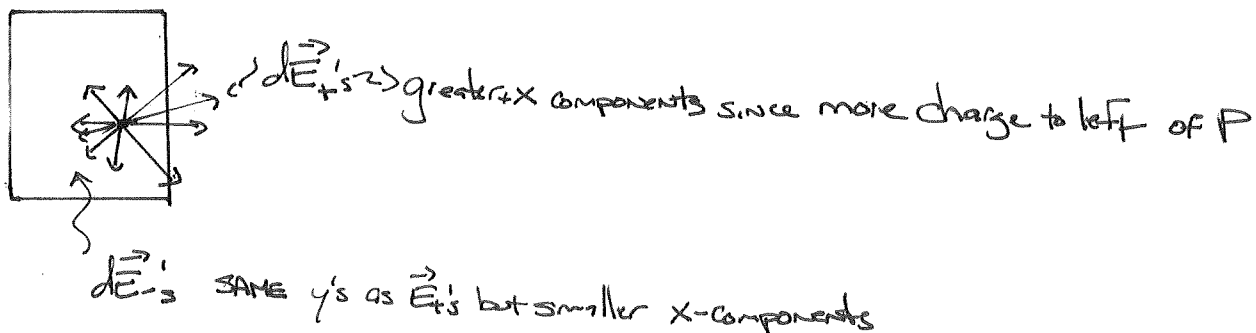 dE⃗₊'s → greater +x components since more charge to left of P
dE⃗₋'s SAME y's as E⃗₊'s but smaller x-components